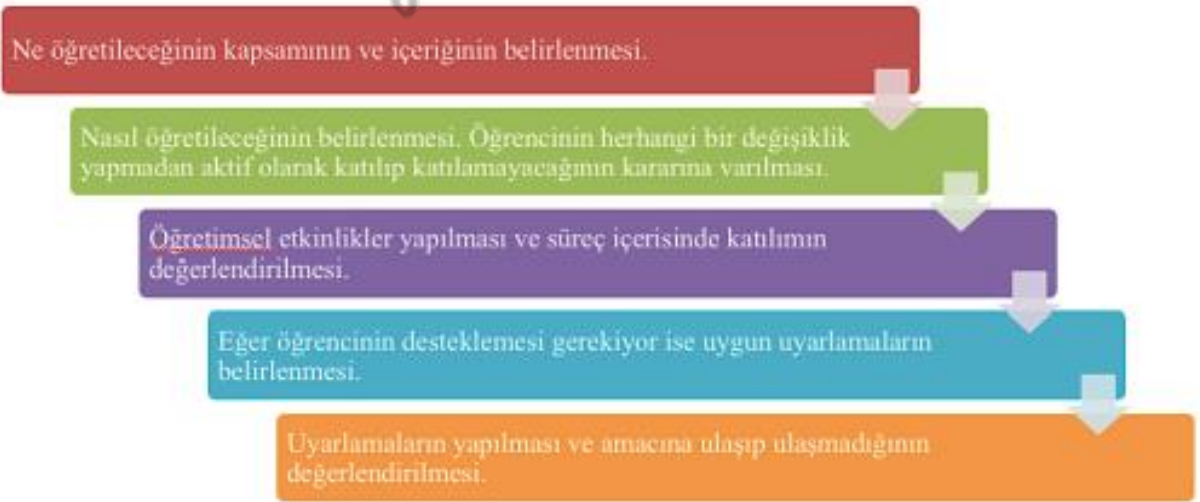 Ne öğretileceğinin kapsamının ve içeriğinin belirlenmesi.
Nasıl öğretileceğinin belirlenmesi. Öğrencinin herhangi bir değişiklik
yapmadan aktif olarak katılıp katılamayacağının kararına varılması.
Öğretimsel etkinlikler yapılması ve süreç içerisinde katılımın
değerlendirilmesi.
Eğer öğrencinin desteklemesi gerekiyor ise uygun uyarlamaların
belirlenmesi.
Uyarlamaların yapılması ve amacına ulaşıp ulaşmadığının
değerlendirilmesi.